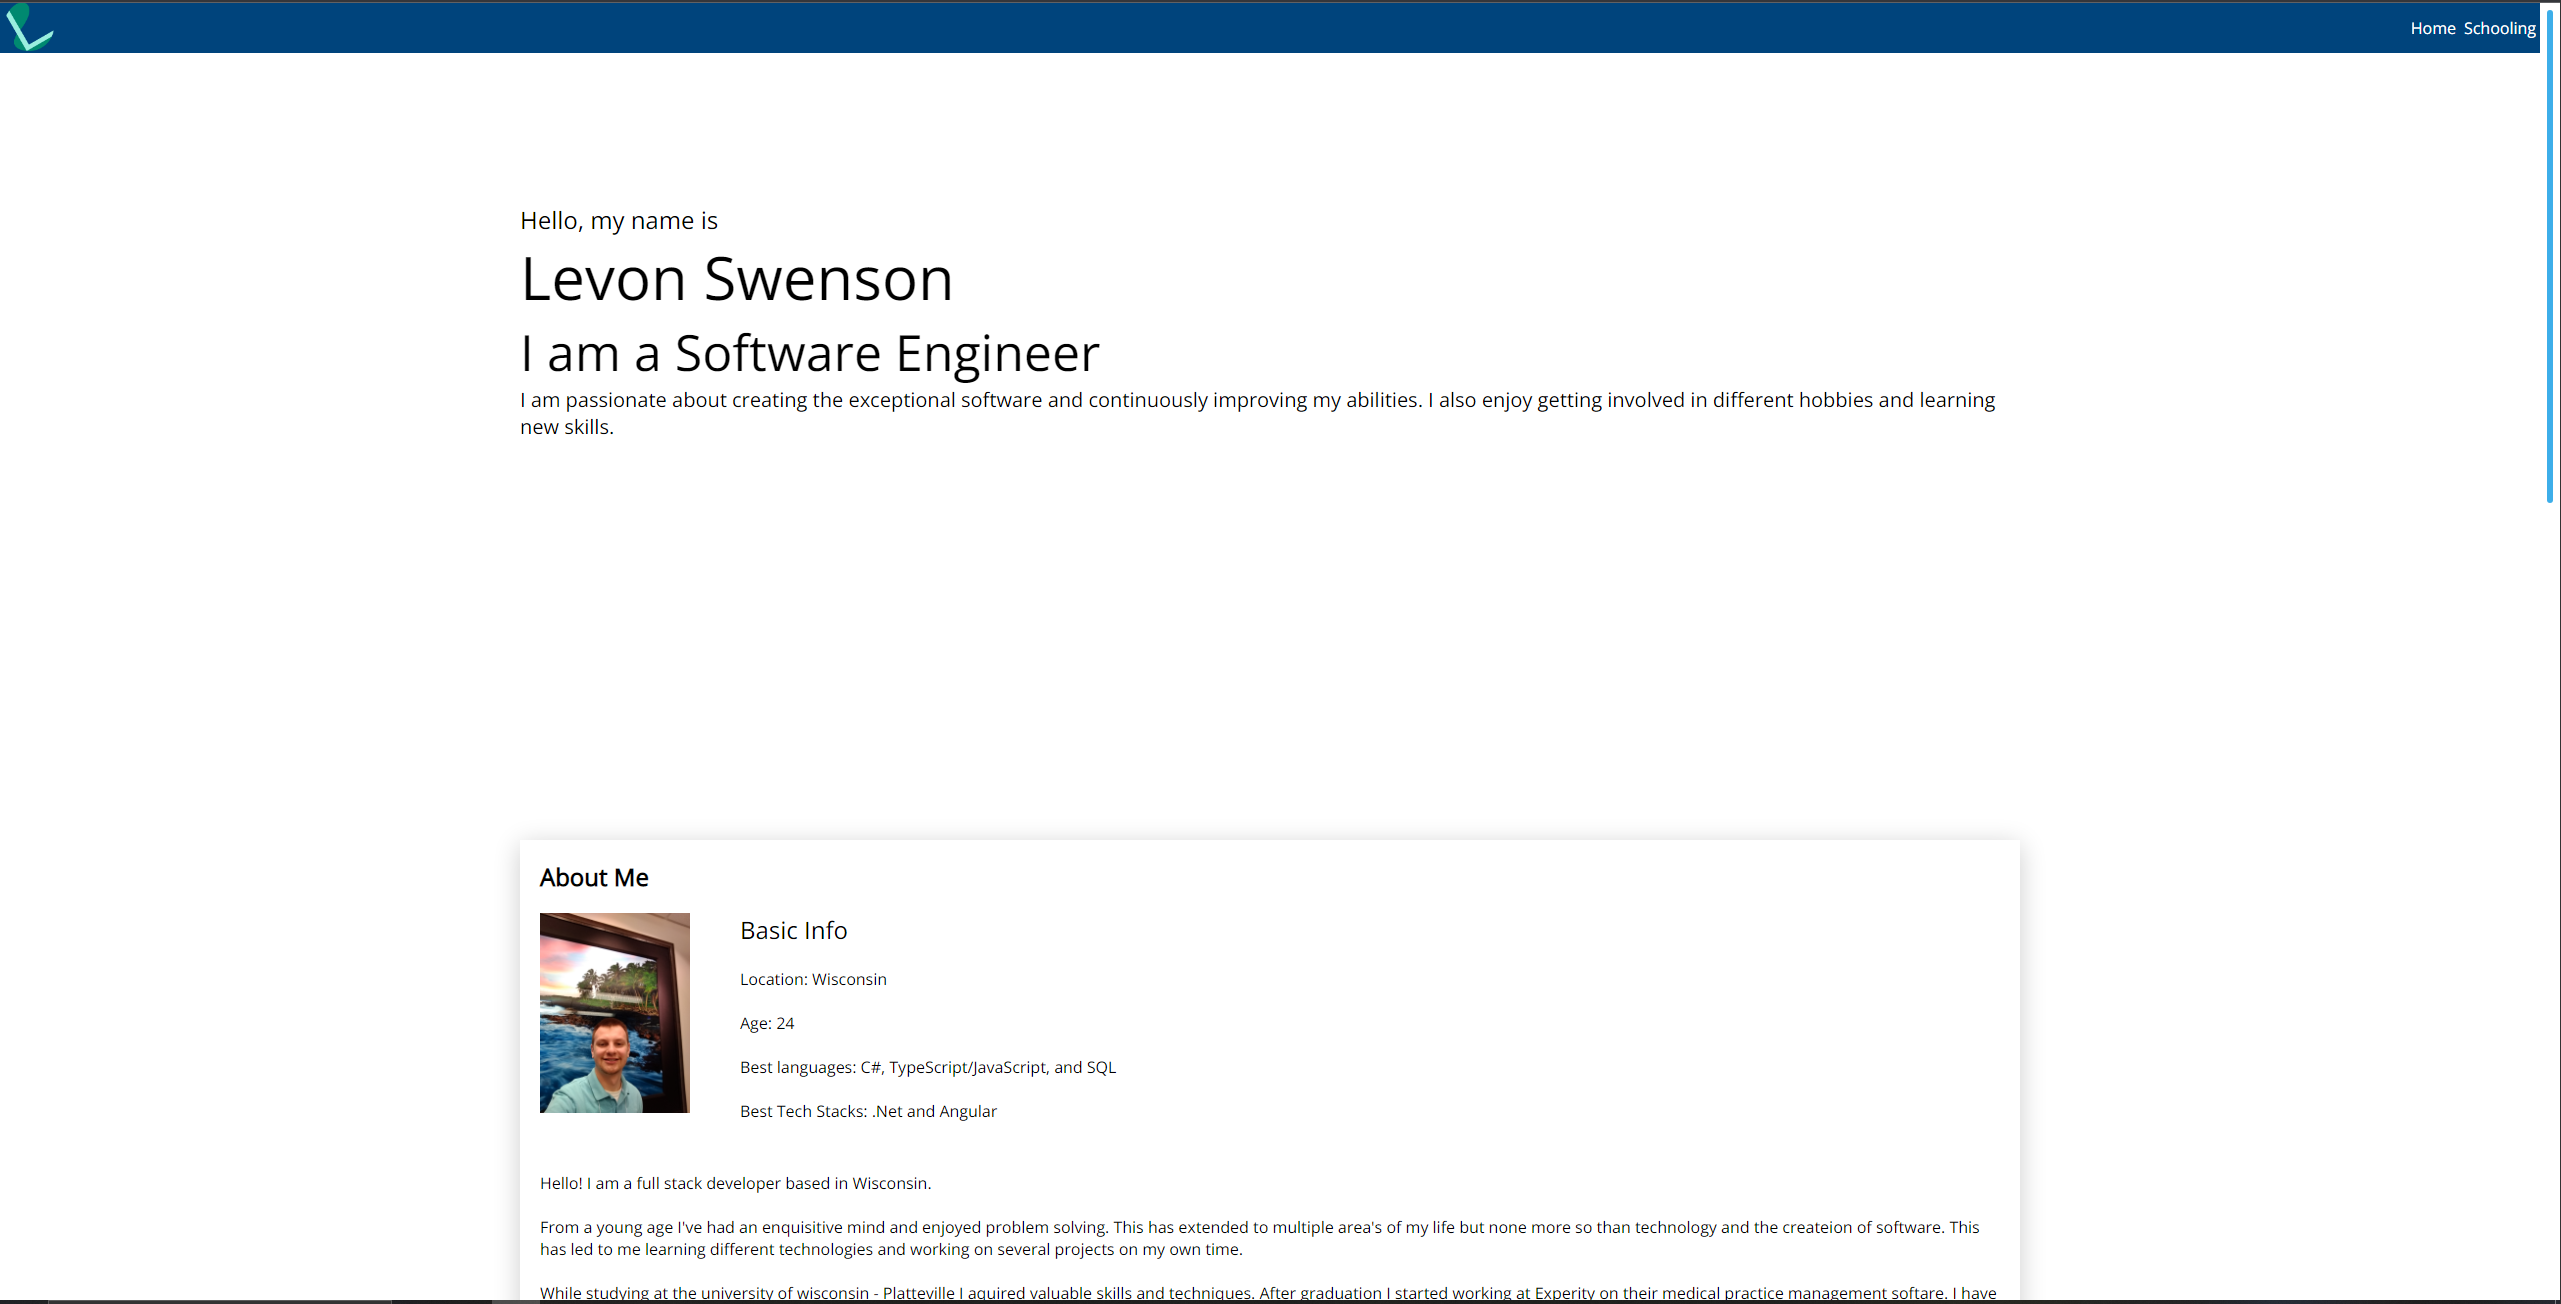 Home Schooling
Hello, my name is
Levon Swenson
I am a Software Engineer
I am passionate about creating the exceptional software and continuously improving my abilities. I also enjoy getting involved in different hobbies and learning
new skills.
About Me
Basic Info
Location: Wisconsin
Age: 24
Best languages: C#, TypeScript/JavaScript, and SQL
Best Tech Stacks: .Net and Angular
Hello! I am a full stack developer based in Wisconsin.
From a young age I've had an enquisitive mind and enjoyed problem solving. This has extended to multiple area's of my life but none more so than technology and the createion of software. This
has led to me learning different technologies and working on several projects on my own time.
While studying at the university of wisconsin - Platteville I aquired valuable skills and techniques. After graduation I started working at Experity on their medical practice management softare. I have